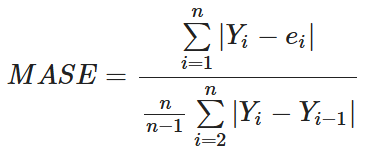 MASE = \frac{\sum_{i=1}^{n} |Y_i - e_i|}{\frac{n}{n-1} \sum_{i=2}^{n} |Y_i - Y_{i-1}|}